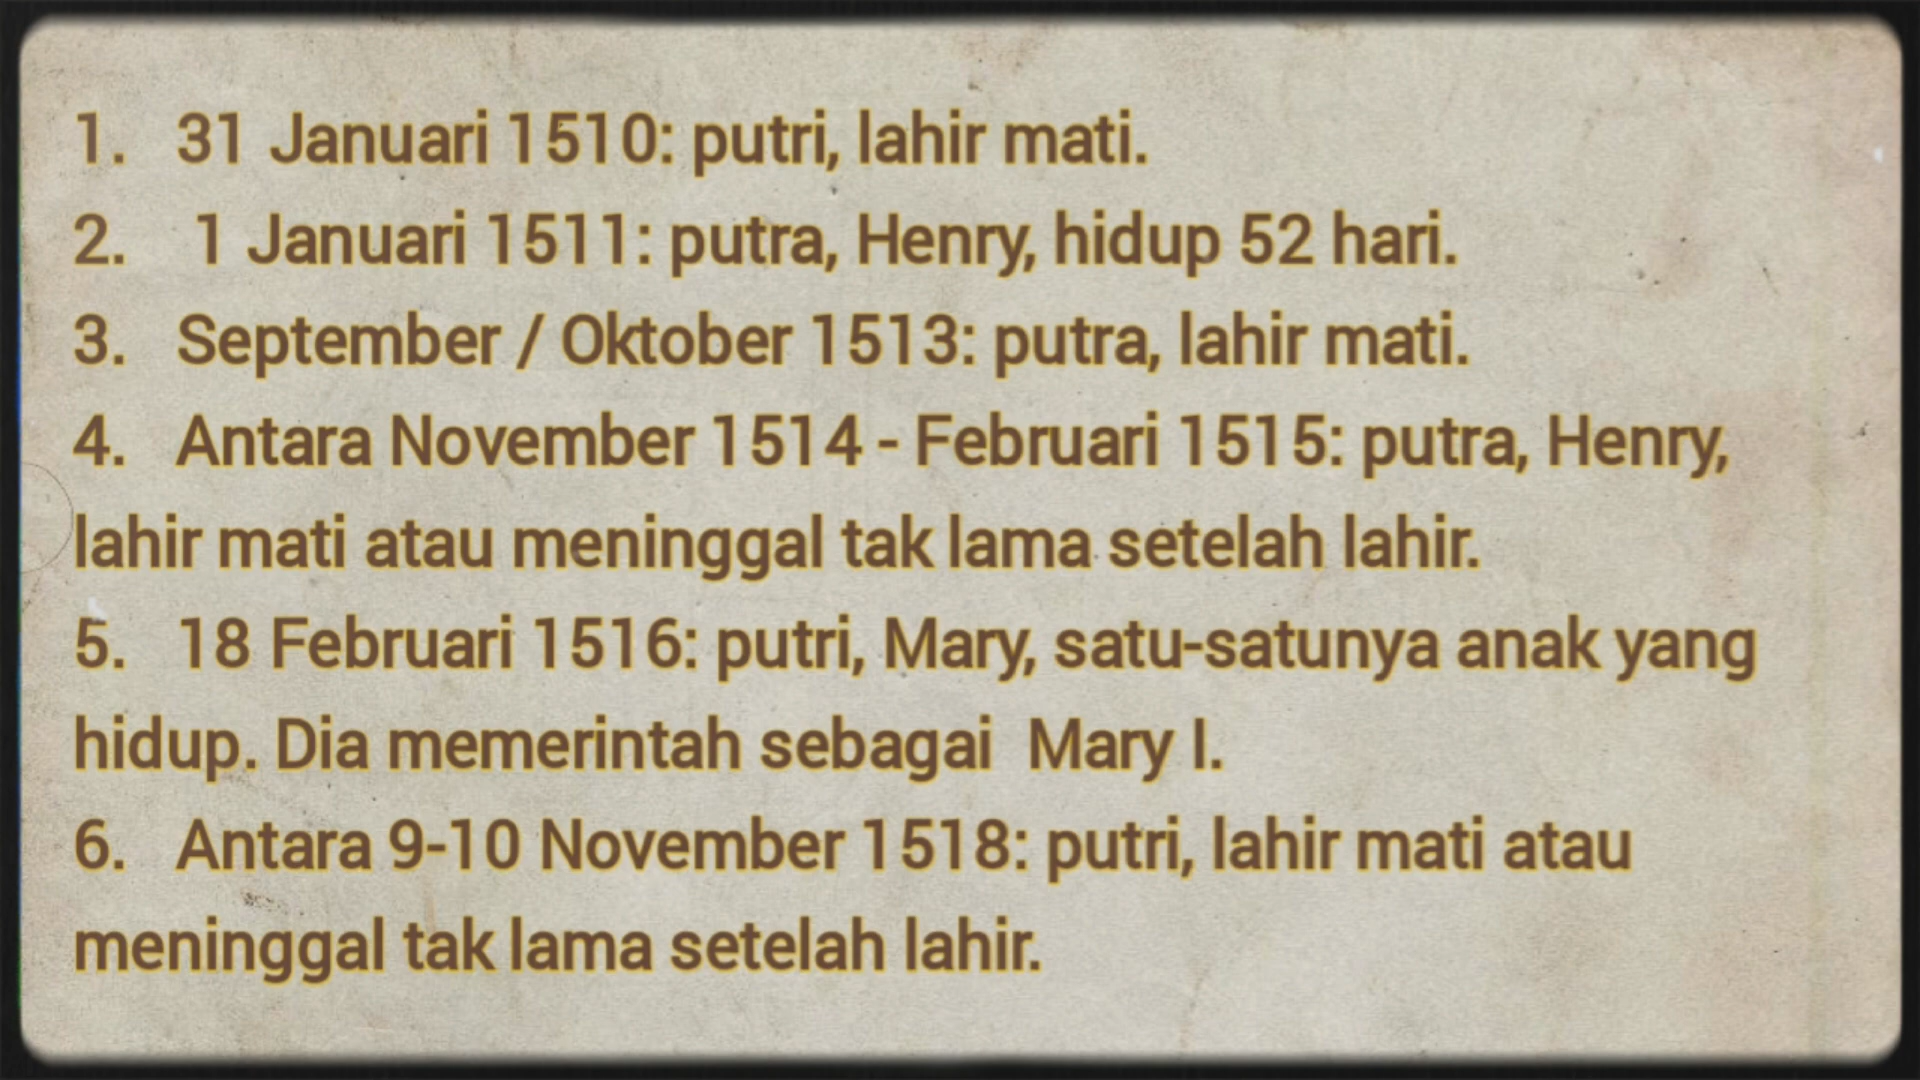 1. 31 Januari 1510: putri, lahir mati.
2. 1 Januari 1511: putra, Henry, hidup 52 hari.
3. September / Oktober 1513: putra, lahir mati.
4. Antara November 1514 - Februari 1515: putra, Henry,
lahir mati atau meninggal tak lama setelah lahir.
5. 18 Februari 1516: putri, Mary, satu-satunya anak yang
hidup. Dia memerintah sebagai Mary I.
6. Antara 9-10 November 1518: putri, lahir mati atau
meninggal tak lama setelah lahir.